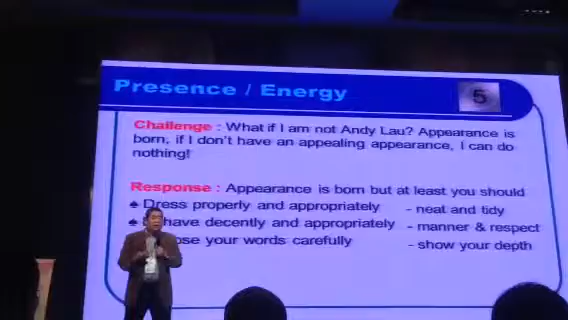 Presence / Energy
5
Challenge : What if I am not Andy Lau? Appearance is
born, if I don't have an appealing appearance, I can do
nothing!
Response : Appearance is born but at least you should
♠ Dress properly and appropriately - neat and tidy
♠ have decently and appropriately - manner & respect
ose your words carefully - show your depth